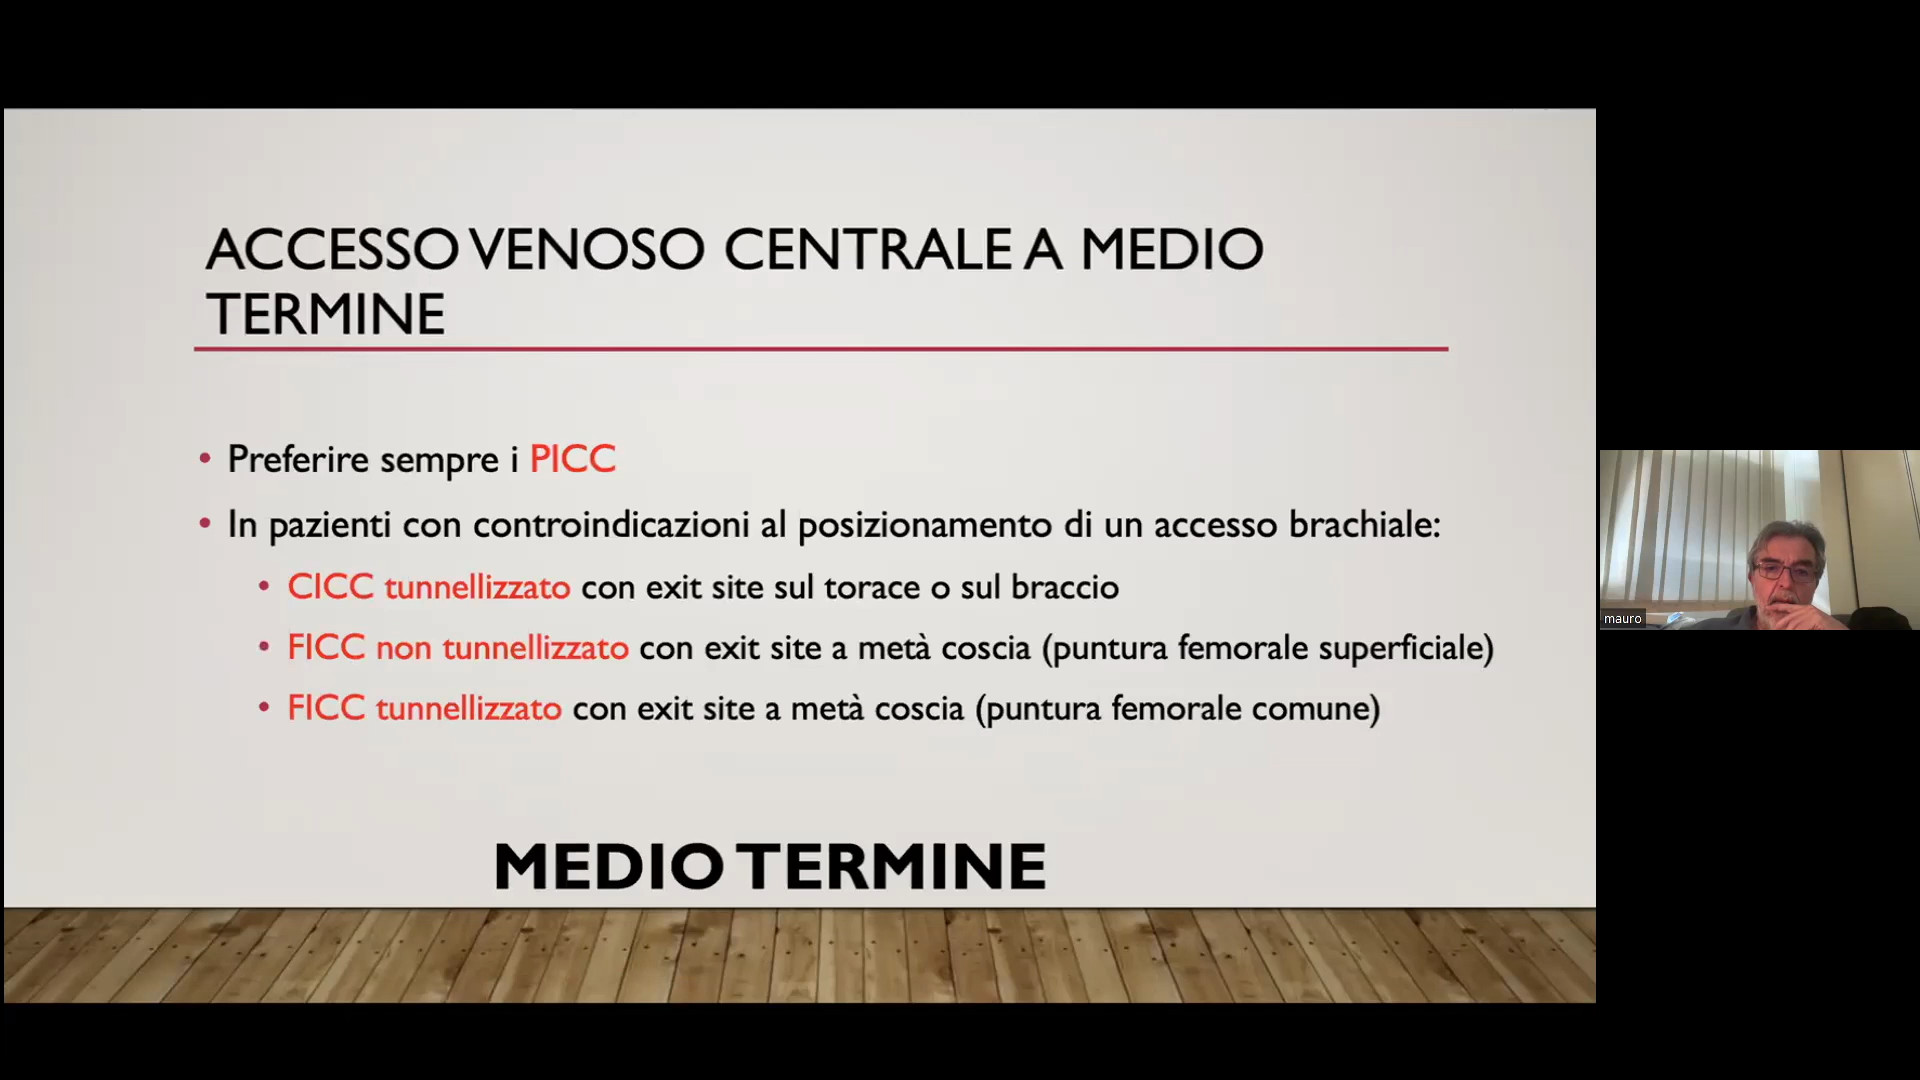 ACCESSO VENOSO CENTRALE A MEDIO
TERMINE
• Preferire sempre i PICC
• In pazienti con controindicazioni al posizionamento di un accesso brachiale:
• CICC tunnellizzato con exit site sul torace o sul braccio
• FICC non tunnellizzato con exit site a metà coscia (puntura femorale superficiale)
• FICC tunnellizzato con exit site a metà coscia (puntura femorale comune)
MEDIO TERMINE
mauro